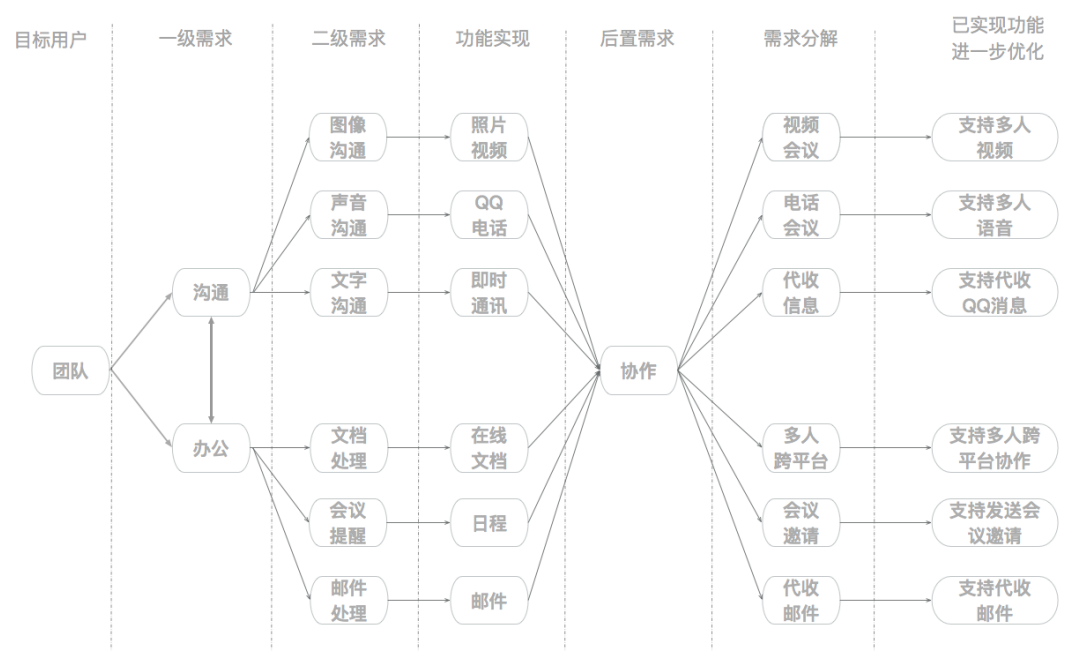 目标用户
一级需求
二级需求
功能实现
后置需求
需求分解
已实现功能
进一步优化
图像
沟通
照片
视频
视频
会议
支持多人
视频
声音
沟通
QQ
电话
电话
会议
支持多人
语音
沟通
文字
沟通
即时
通讯
代收
信息
支持代收
QQ消息
团队
协作
办公
文档
处理
在线
文档
多人
跨平台
支持多人跨
平台协作
会议
提醒
日程
会议
邀请
支持发送会
议邀请
邮件
处理
邮件
代收
邮件
支持代收
邮件